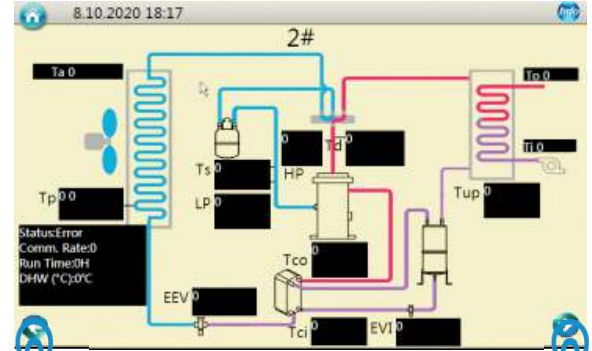 8.10.2020 18:17
Info
2#
Ta 0
To 0
0
Td 0
Ti 0
Ts 0
HP
Tp 0 0
LP 0
Tup 0
Status:Error
Comm. Rate:0
Run Time:0H
DHW (°C):0°C
Tco 0
EEV 0
Tci 0
EVI 0